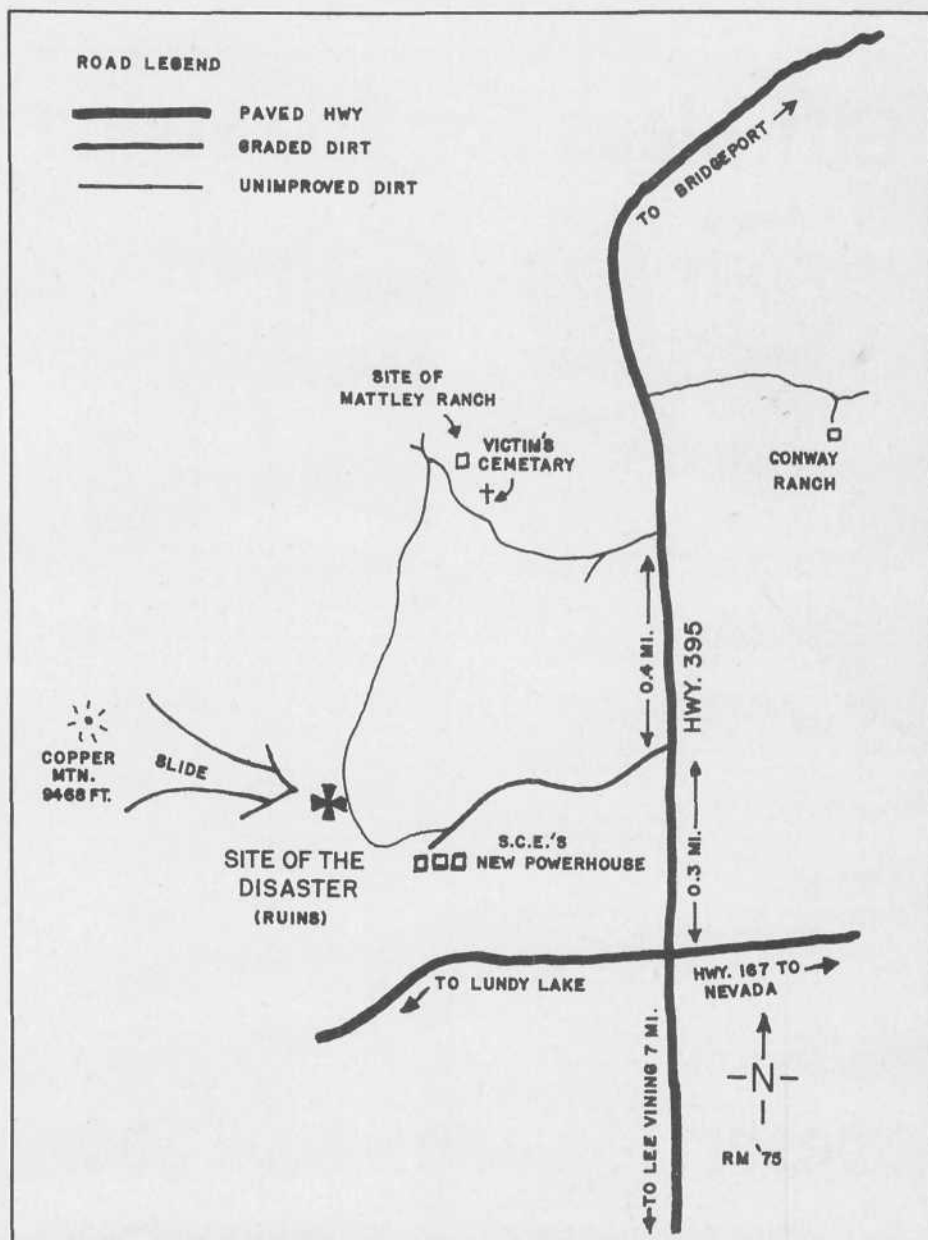 ROAD LEGEND
PAVED HWY
GRADED DIRT
UNIMPROVED DIRT
TO BRIDGEPORT
SITE OF
MATTLEY RANCH
VICTIM'S
CEMETARY
CONWAY
RANCH
0.4 MI.
HWY. 395
COPPER
MTN.
9468 FT.
SLIDE
SITE OF THE
DISASTER
(RUINS)
S.C.E.'S
NEW POWERHOUSE
0.3 MI.
TO LUNDY LAKE
HWY. 167 TO
NEVADA
TO LEE VINING 7 MI.
N
RM '75